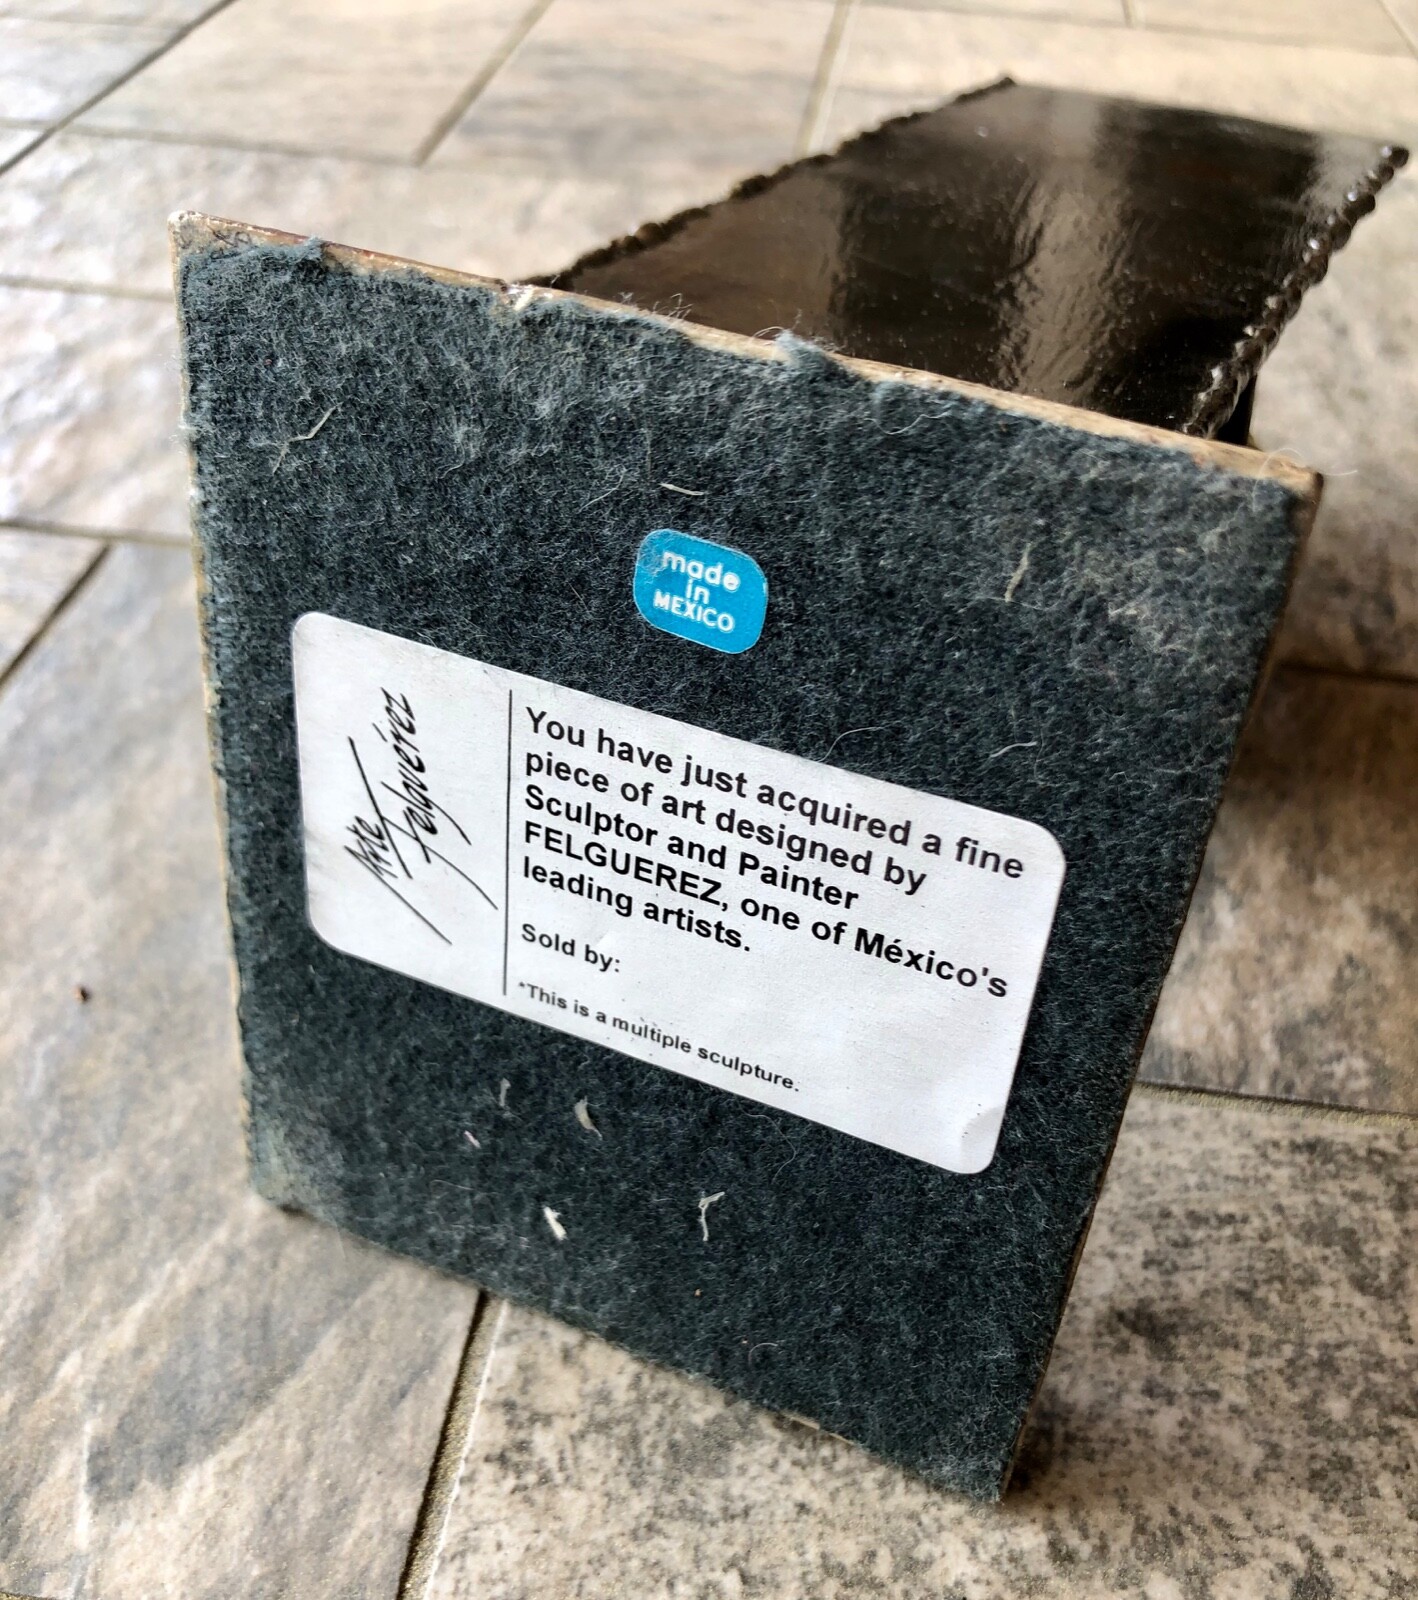 made
in
MEXICO
Arte
Felguérez
You have just acquired a fine
piece of art designed by
Sculptor and Painter
FELGUEREZ, one of México's
leading artists.
Sold by:
*This is a multiple sculpture.